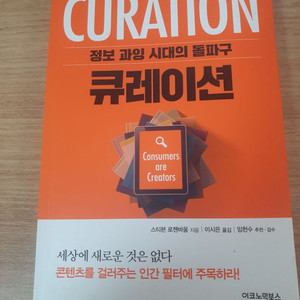 CURATION
정보 과잉 시대의 돌파구
큐레이션
Consumers
are
Creators
스티븐 로젠바움 지음 · 이시은 옮김 · 임헌수 추천·감수
세상에 새로운 것은 없다
콘텐츠를 걸러주는 인간 필터에 주목하라!
이코노믹북스